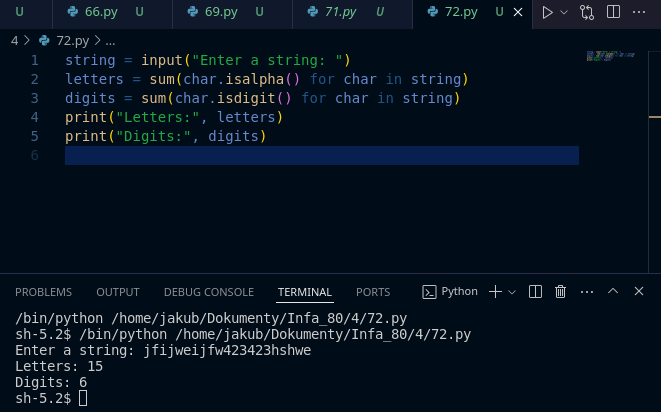 U 66.py U 69.py U 71.py U 72.py U
4 > 72.py > ...
1 string = input("Enter a string: ")
2 letters = sum(char.isalpha() for char in string)
3 digits = sum(char.isdigit() for char in string)
4 print("Letters:", letters)
5 print("Digits:", digits)
6
PROBLEMS OUTPUT DEBUG CONSOLE TERMINAL PORTS Python
/bin/python /home/jakub/Dokumenty/Infa_80/4/72.py
sh-5.2$ /bin/python /home/jakub/Dokumenty/Infa_80/4/72.py
Enter a string: jfijweijfw423423hshwe
Letters: 15
Digits: 6
sh-5.2$